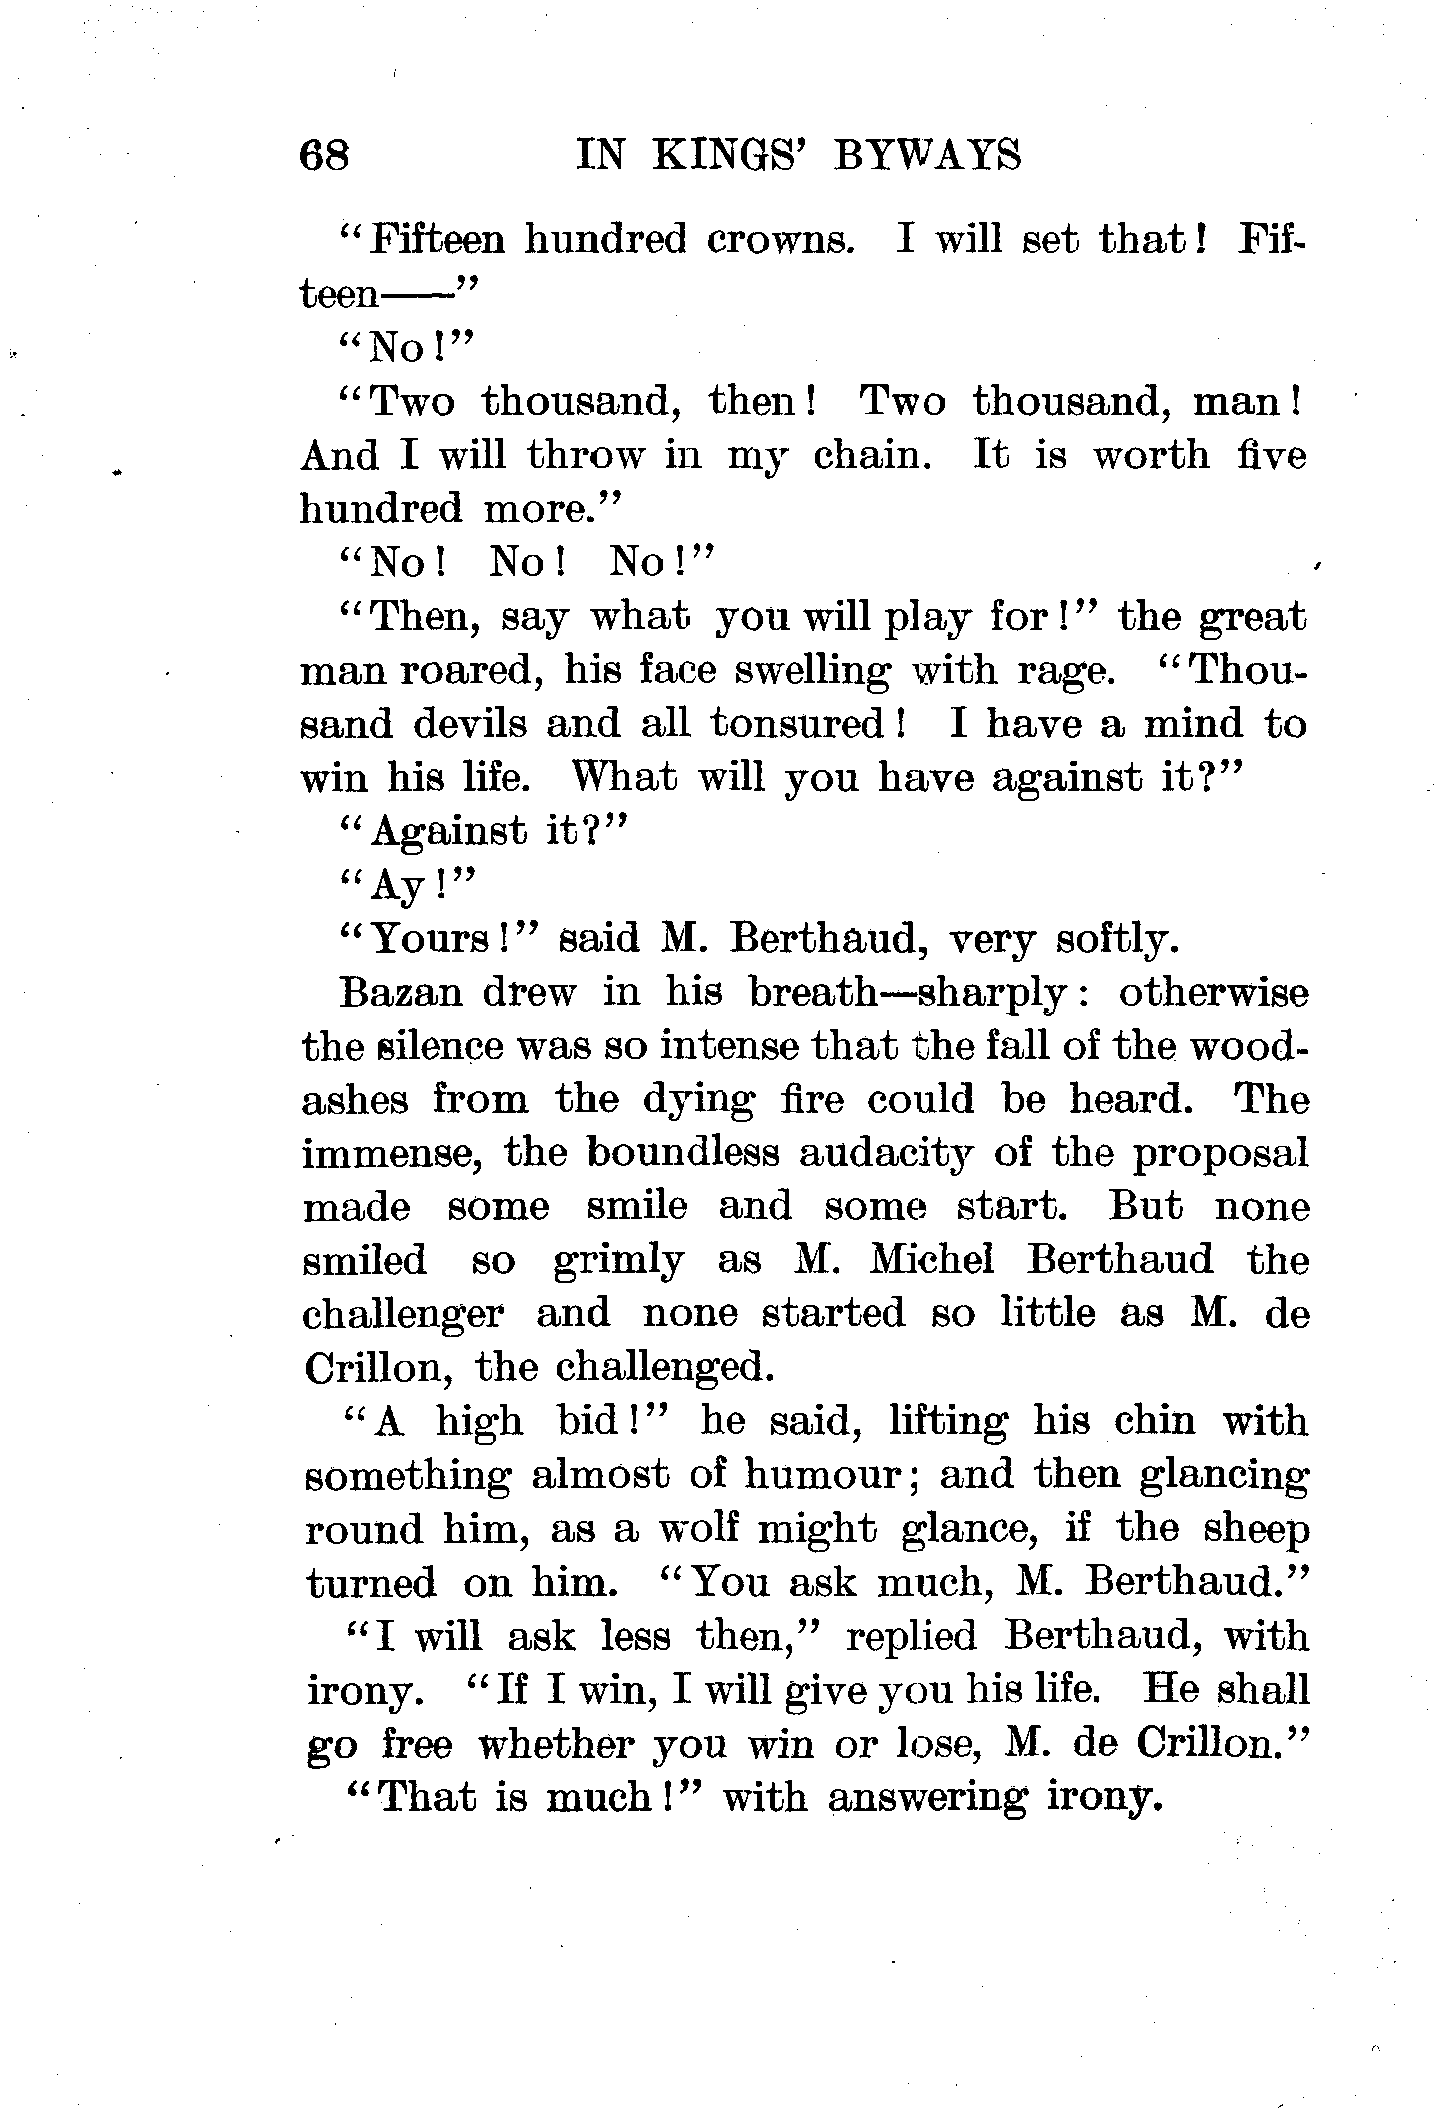 68 IN KINGS' BYWAYS
"Fifteen hundred crowns. I will set that! Fif-
teen——"
"No!"
"Two thousand, then! Two thousand, man!
And I will throw in my chain. It is worth five
hundred more."
"No! No! No!"
"Then, say what you will play for!" the great
man roared, his face swelling with rage. "Thou-
sand devils and all tonsured! I have a mind to
win his life. What will you have against it?"
"Against it?"
"Ay!"
"Yours!" said M. Berthaud, very softly.
Bazan drew in his breath—sharply: otherwise
the silence was so intense that the fall of the wood-
ashes from the dying fire could be heard. The
immense, the boundless audacity of the proposal
made some smile and some start. But none
smiled so grimly as M. Michel Berthaud the
challenger and none started so little as M. de
Crillon, the challenged.
"A high bid!" he said, lifting his chin with
something almost of humour; and then glancing
round him, as a wolf might glance, if the sheep
turned on him. "You ask much, M. Berthaud."
"I will ask less then," replied Berthaud, with
irony. "If I win, I will give you his life. He shall
go free whether you win or lose, M. de Crillon."
"That is much!" with answering irony.